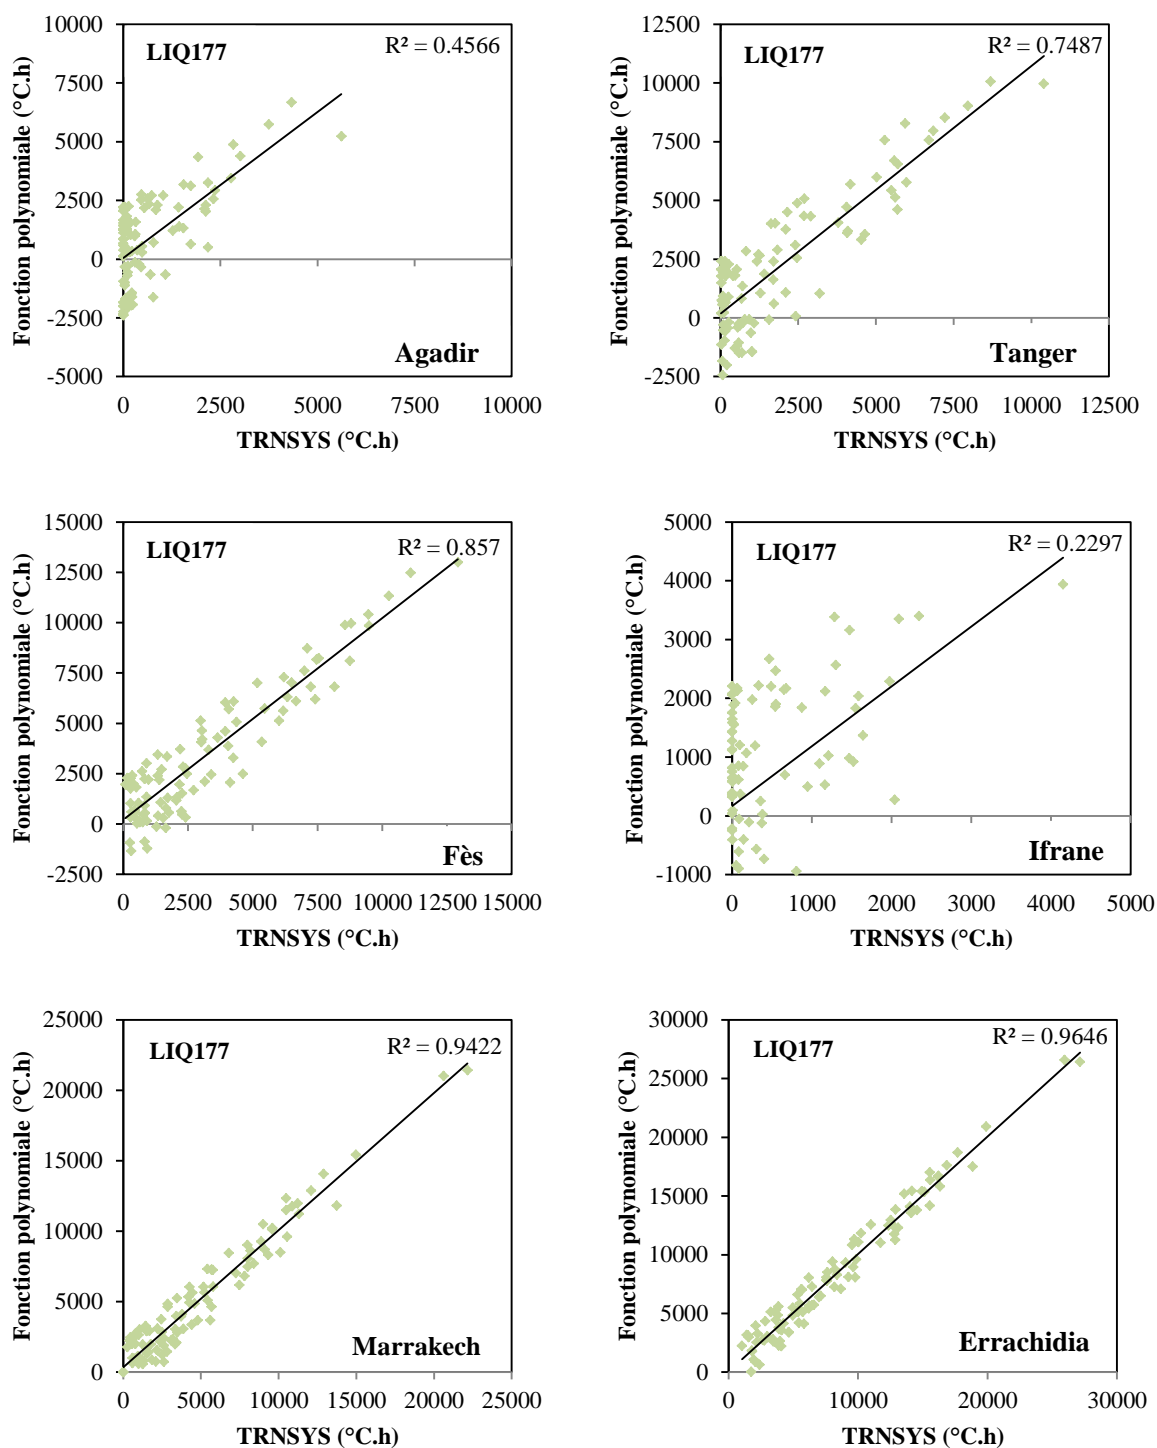 Fonction polynomiale (°C.h)
10000
7500
5000
2500
0
-2500
-5000
LIQ177
R² = 0.4566
Agadir
0 2500 5000 7500 10000
TRNSYS (°C.h)
Fonction polynomiale (°C.h)
12500
10000
7500
5000
2500
0
-2500
LIQ177
R² = 0.7487
Tanger
0 2500 5000 7500 10000 12500
TRNSYS (°C.h)
Fonction polynomiale (°C.h)
15000
12500
10000
7500
5000
2500
0
-2500
LIQ177
R² = 0.857
Fès
0 2500 5000 7500 10000 12500 15000
TRNSYS (°C.h)
Fonction polynomiale (°C.h)
5000
4000
3000
2000
1000
0
-1000
LIQ177
R² = 0.2297
Ifrane
0 1000 2000 3000 4000 5000
TRNSYS (°C.h)
Fonction polynomiale (°C.h)
25000
20000
15000
10000
5000
0
LIQ177
R² = 0.9422
Marrakech
0 5000 10000 15000 20000 25000
TRNSYS (°C.h)
Fonction polynomiale (°C.h)
30000
25000
20000
15000
10000
5000
0
LIQ177
R² = 0.9646
Errachidia
0 10000 20000 30000
TRNSYS (°C.h)